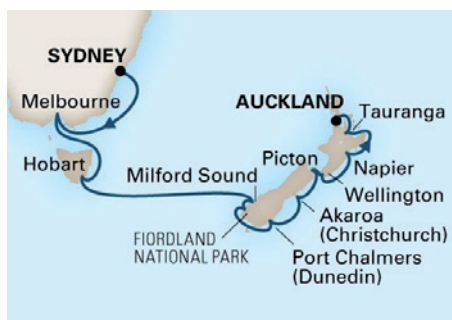 SYDNEY
Melbourne
AUCKLAND
Tauranga
Hobart
Milford Sound
Picton
Napier
Wellington
FIORDLAND
NATIONAL PARK
Akaroa
(Christchurch)
Port Chalmers
(Dunedin)